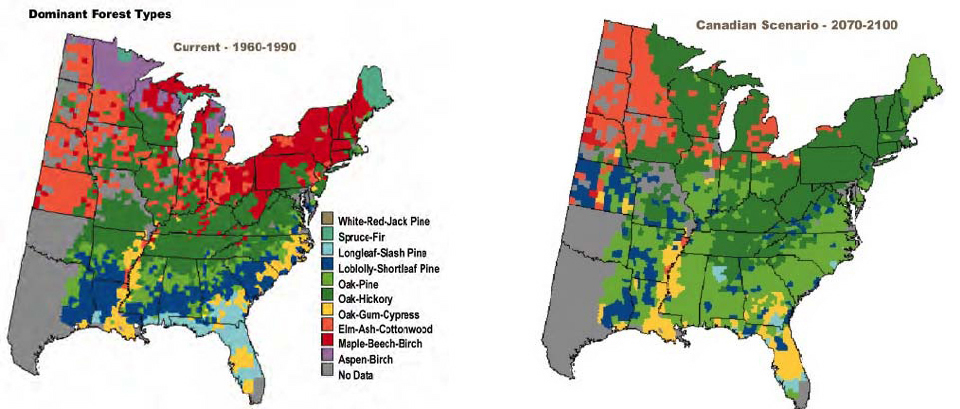 Dominant Forest Types
Current - 1960-1990
Canadian Scenario - 2070-2100
White-Red-Jack Pine
Spruce-Fir
Longleaf-Slash Pine
Loblolly-Shortleaf Pine
Oak-Pine
Oak-Hickory
Oak-Gum-Cypress
Elm-Ash-Cottonwood
Maple-Beech-Birch
Aspen-Birch
No Data